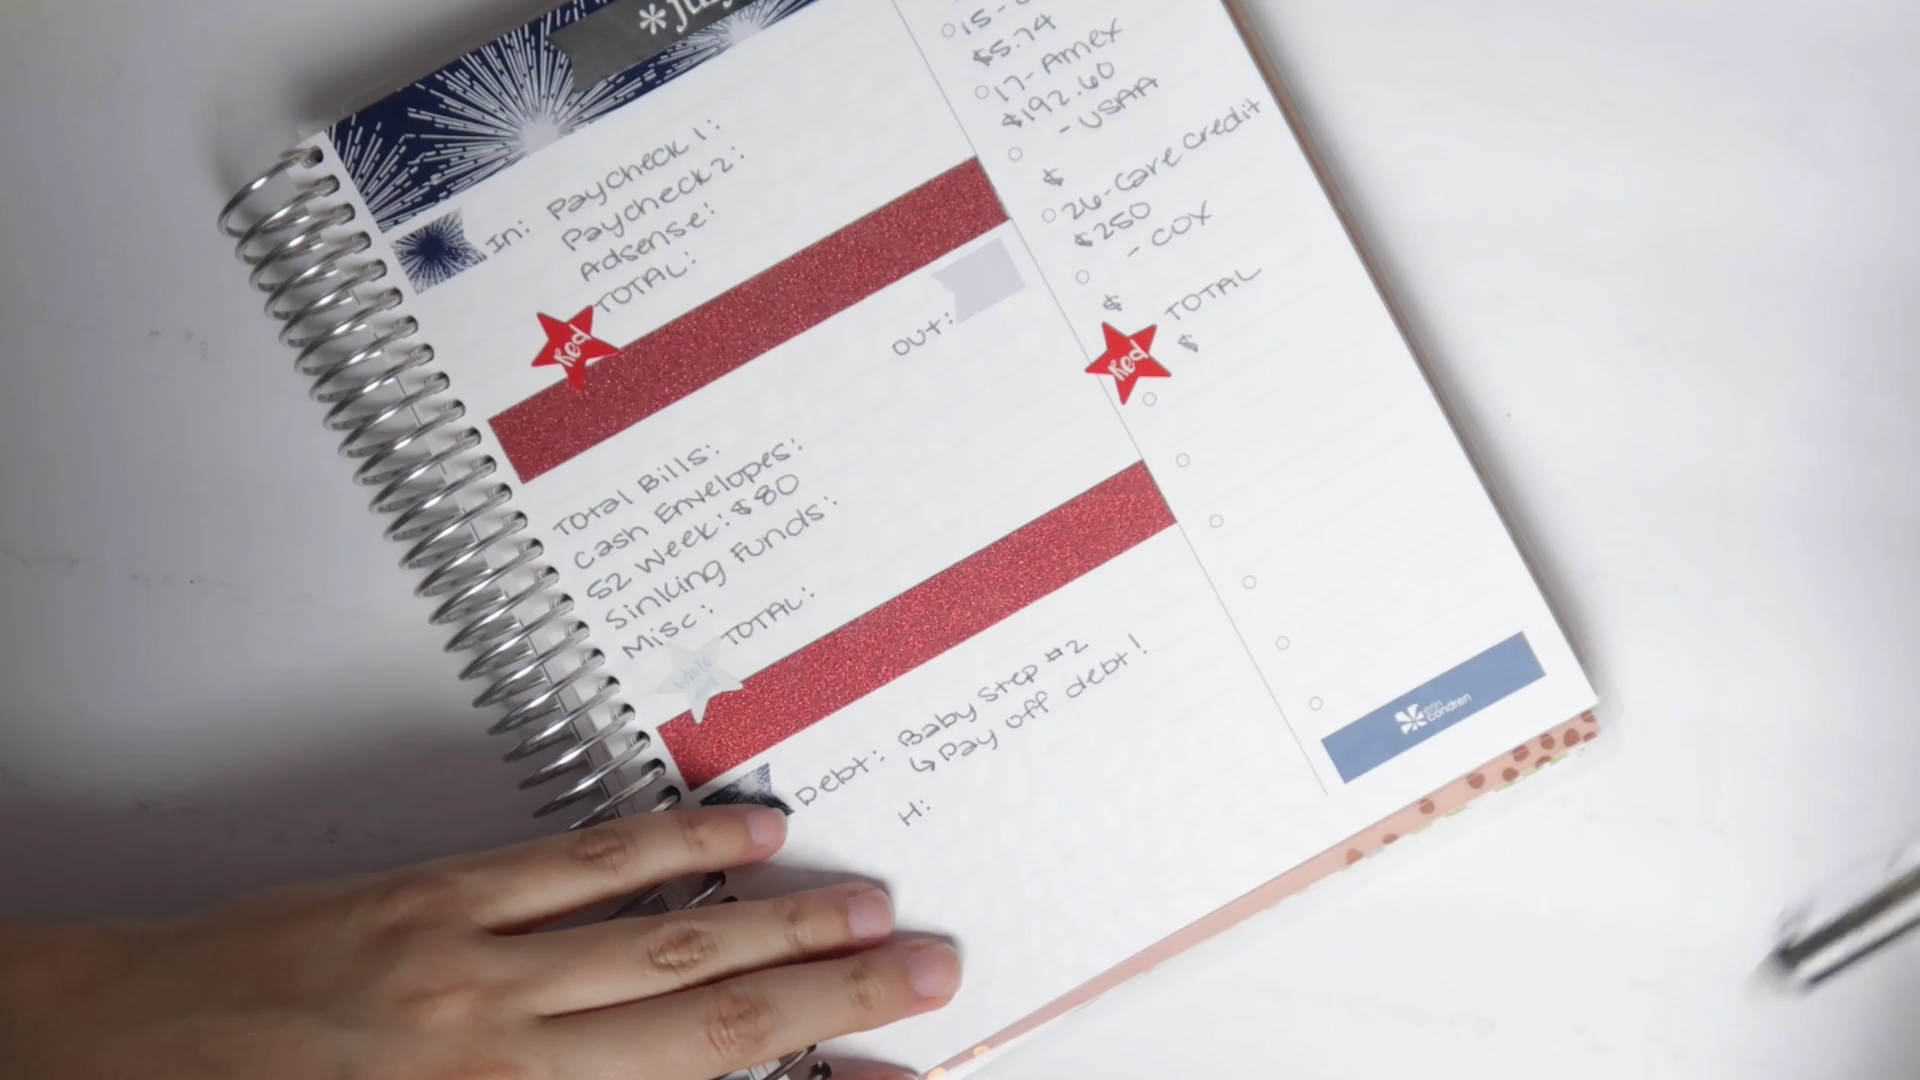 In: Paycheck 1:
Paycheck 2:
Adsense:
TOTAL:
Red
OUT:
Total Bills:
Cash Envelopes:
52 Week: $80
Sinking Funds:
Misc:
TOTAL:
white and
Debt: Baby Step #2
↳ Pay off debt!
H:
15-
$5.74
17- Amex
$192.60
- USAA
$
26- Care Credit
$250
- COX
$
TOTAL
Red
$
erin condren